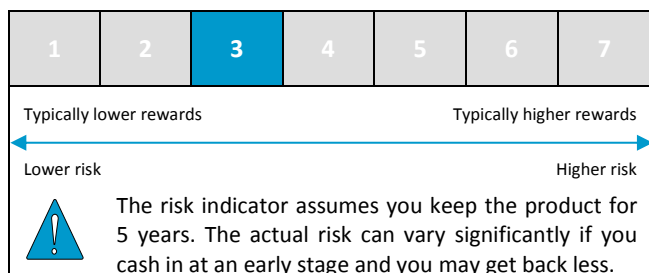 1 2 3 4 5 6 7
Typically lower rewards Typically higher rewards
Lower risk Higher risk
The risk indicator assumes you keep the product for
5 years. The actual risk can vary significantly if you
cash in at an early stage and you may get back less.